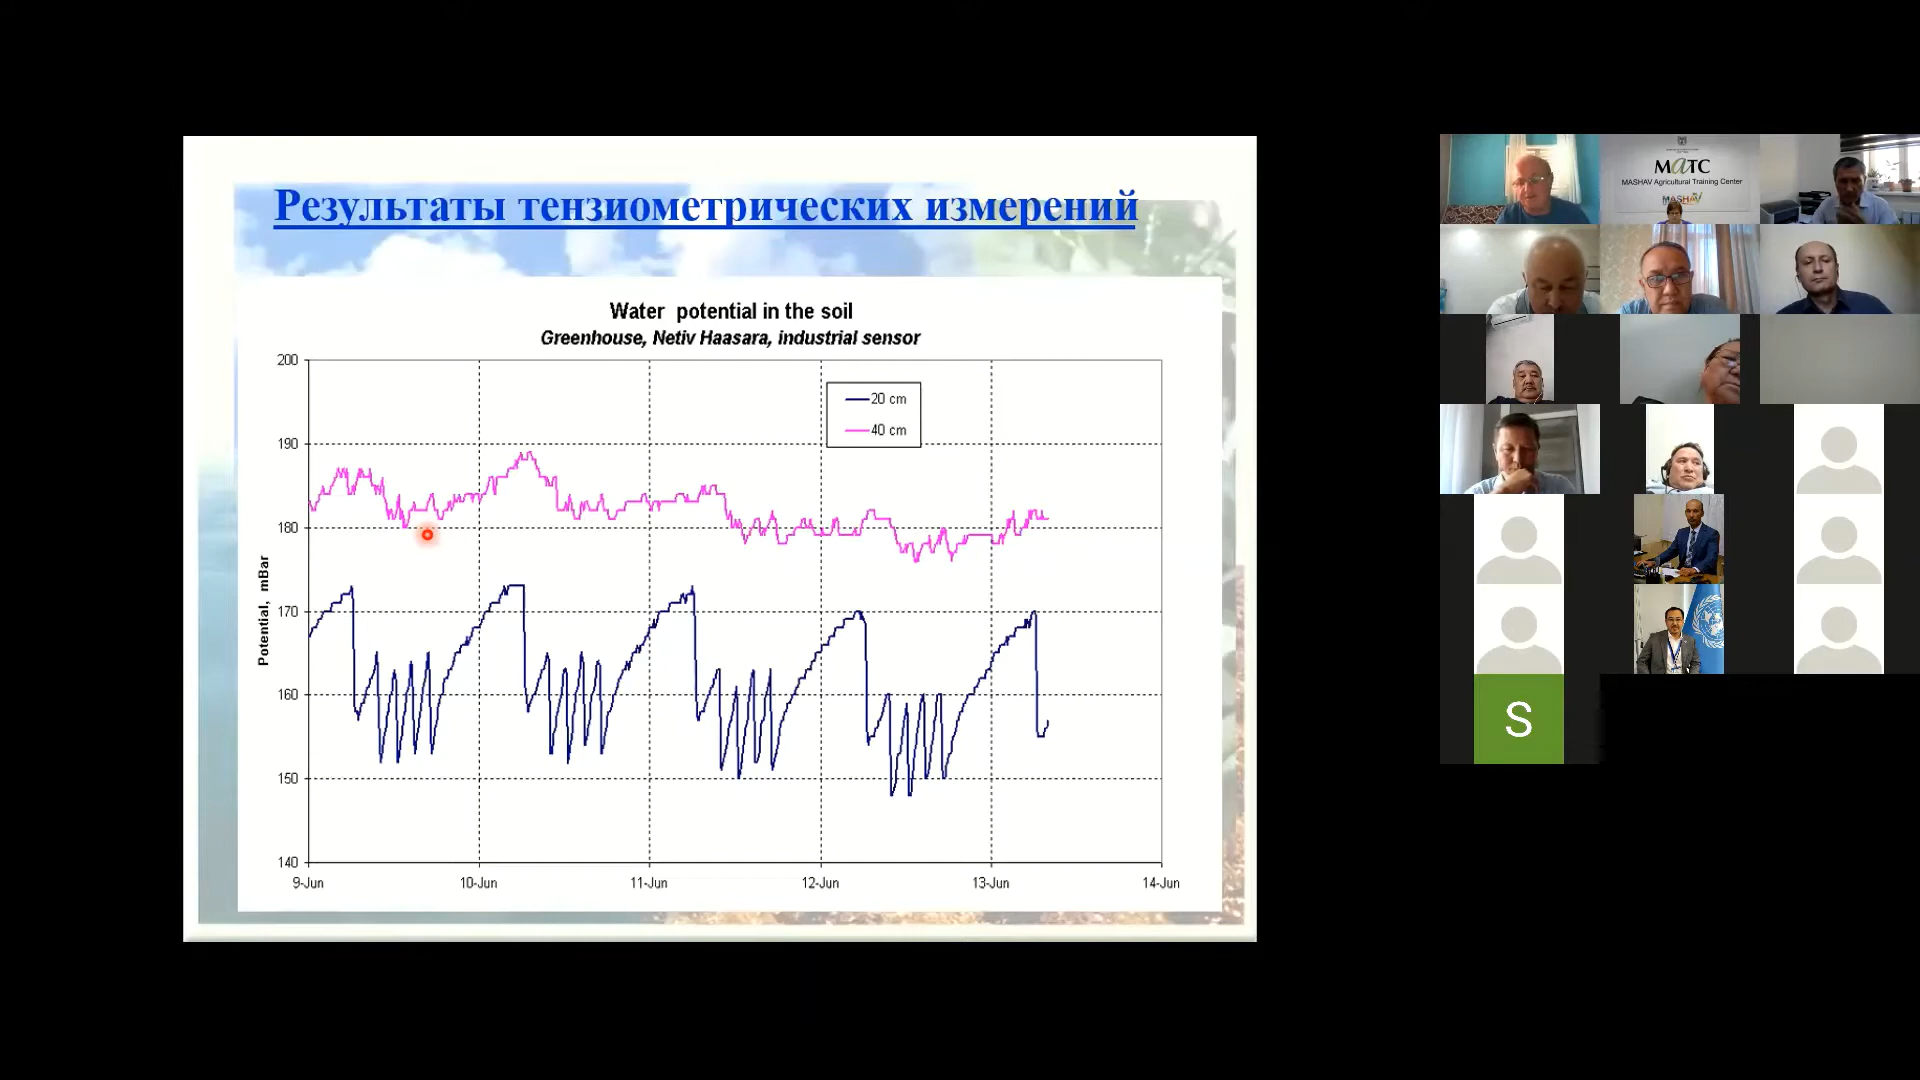 Результаты тензиометрических измерений
Water potential in the soil
Greenhouse, Netiv Haasara, industrial sensor
200
190
180
170
160
150
140
Potential, mBar
20 cm
40 cm
9-Jun
10-Jun
11-Jun
12-Jun
13-Jun
14-Jun
MaTC
MASHAV Agricultural Training Center
MASHAV
S